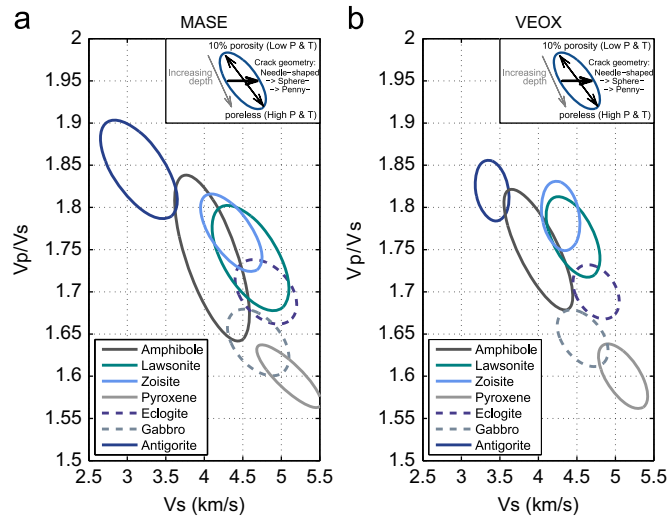 a
MASE
10% porosity (Low P & T)
Crack geometry:
Needle-shaped
-> Sphere-
-> Penny-
Increasing
depth
poreless (High P & T)
Vp/Vs
2
1.95
1.9
1.85
1.8
1.75
1.7
1.65
1.6
1.55
1.5
Amphibole
Lawsonite
Zoisite
Pyroxene
Eclogite
Gabbro
Antigorite
2.5 3 3.5 4 4.5 5 5.5
Vs (km/s)
b
VEOX
10% porosity (Low P & T)
Crack geometry:
Needle-shaped
-> Sphere-
-> Penny-
Increasing
depth
poreless (High P & T)
Vp/Vs
2
1.95
1.9
1.85
1.8
1.75
1.7
1.65
1.6
1.55
1.5
Amphibole
Lawsonite
Zoisite
Pyroxene
Eclogite
Gabbro
Antigorite
2.5 3 3.5 4 4.5 5 5.5
Vs (km/s)